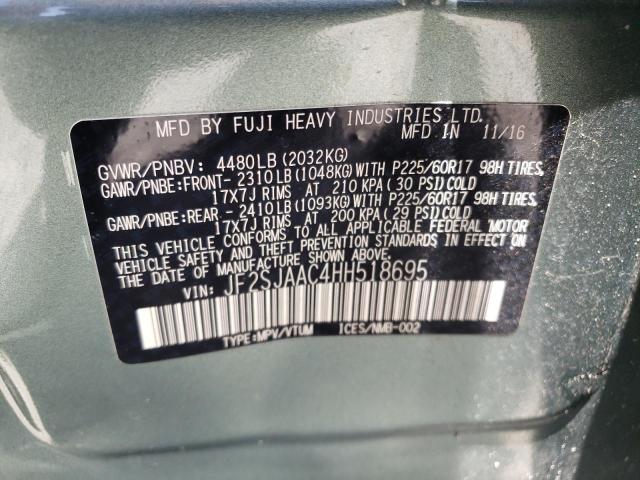 MFD BY FUJI HEAVY INDUSTRIES LTD.
MFD IN 11/16
GVWR/PNBV: 4480LB(2032KG)
GAWR/PNBE:FRONT- 2310LB(1048KG)WITH P225/60R17 98H TIRES,
17X7J RIMS AT 210 KPA(30 PSI)COLD
GAWR/PNBE:REAR - 2410LB(1093KG)WITH P225/60R17 98H TIRES,
17X7J RIMS AT 200 KPA(29 PSI)COLD
THIS VEHICLE CONFORMS TO ALL APPLICABLE FEDERAL MOTOR
VEHICLE SAFETY AND THEFT PREVENTION STANDARDS IN EFFECT ON
THE DATE OF MANUFACTURE SHOWN ABOVE.
VIN: JF2SJAAC4HH518695
TYPE:MPV/VTUM ICES/NMB-002